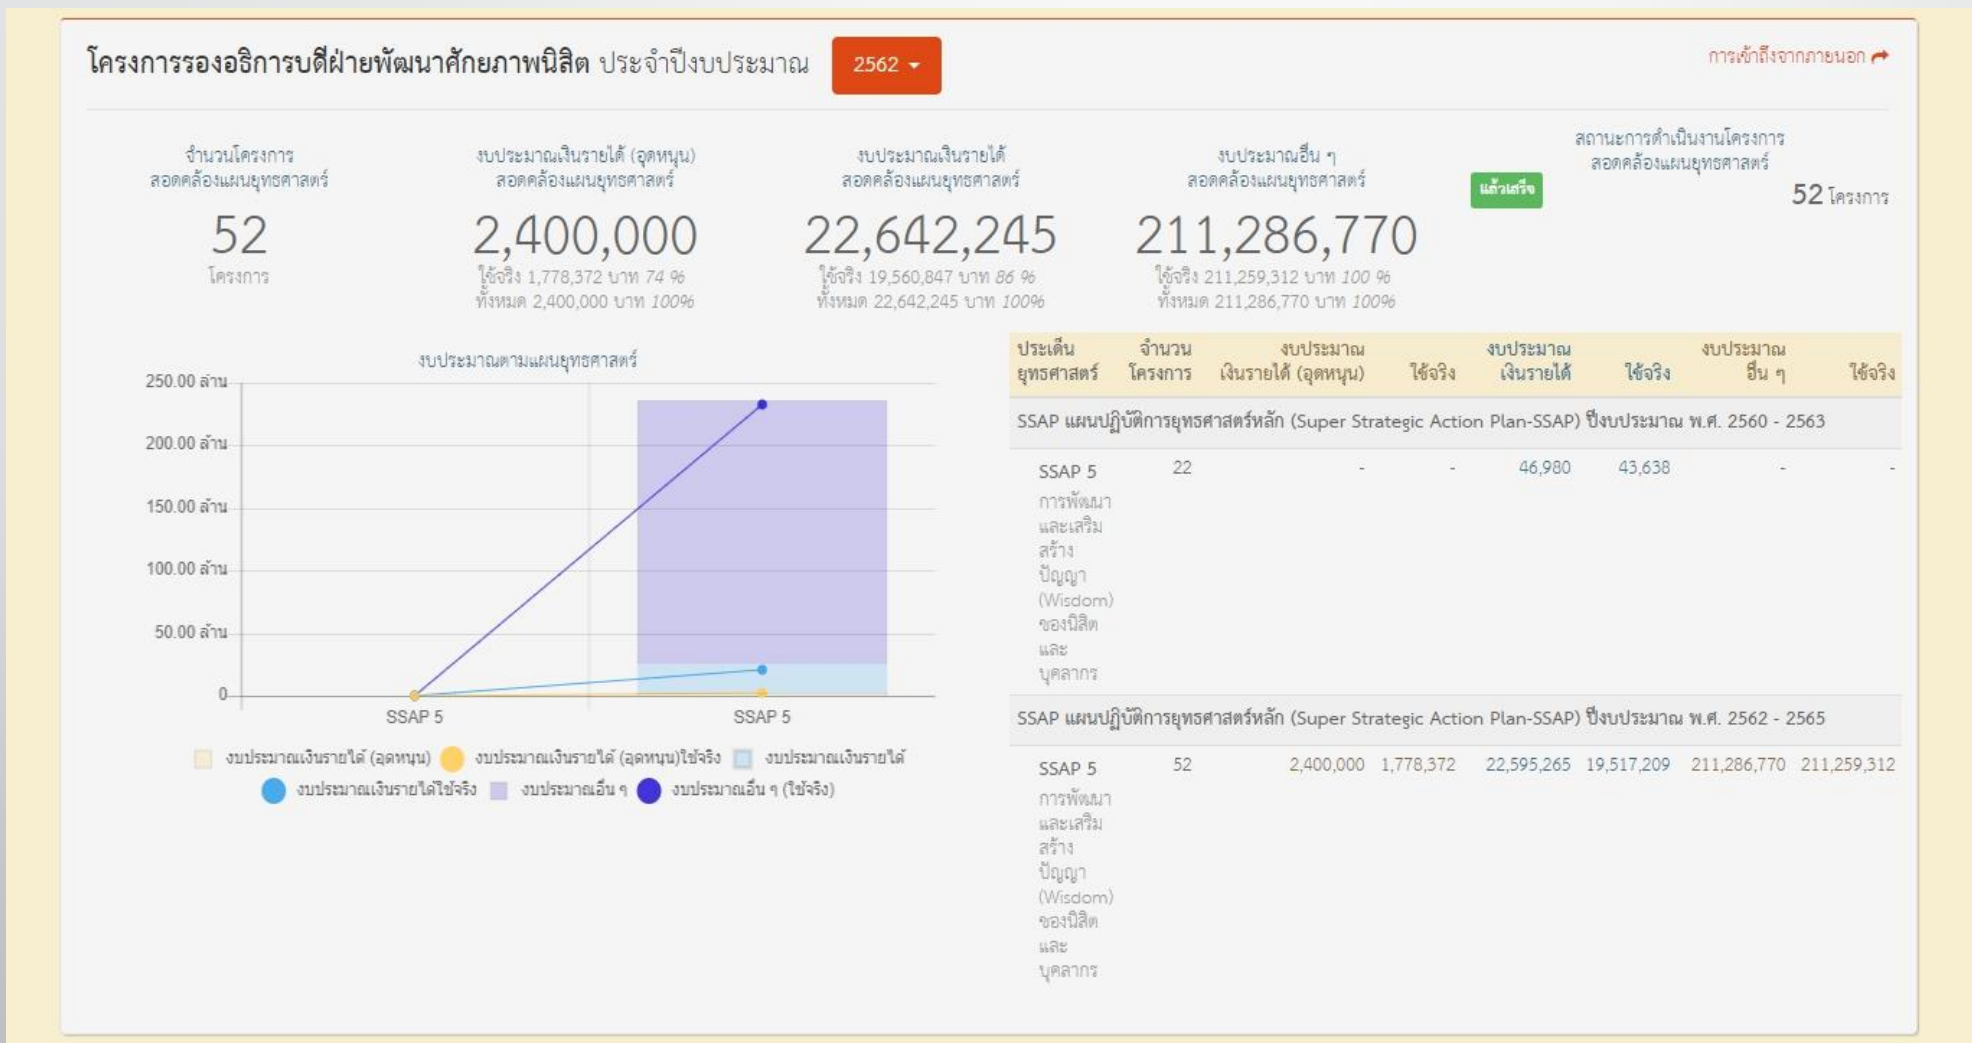 โครงการรองอธิการบดีฝ่ายพัฒนาศักยภาพนิสิต ประจำปีงบประมาณ 2562
การเข้าถึงจากภายนอก
จำนวนโครงการ
สอดคล้องแผนยุทธศาสตร์
52
โครงการ
งบประมาณเงินรายได้ (อุดหนุน)
สอดคล้องแผนยุทธศาสตร์
2,400,000
ใช้จริง 1,778,372 บาท 74 %
ทั้งหมด 2,400,000 บาท 100%
งบประมาณเงินรายได้
สอดคล้องแผนยุทธศาสตร์
22,642,245
ใช้จริง 19,560,847 บาท 86 %
ทั้งหมด 22,642,245 บาท 100%
งบประมาณอื่น ๆ
สอดคล้องแผนยุทธศาสตร์
211,286,770
ใช้จริง 211,259,312 บาท 100 %
ทั้งหมด 211,286,770 บาท 100%
สถานะการดำเนินงานโครงการ
สอดคล้องแผนยุทธศาสตร์
แล้วเสร็จ
52 โครงการ
งบประมาณตามแผนยุทธศาสตร์
250.00 ล้าน
200.00 ล้าน
150.00 ล้าน
100.00 ล้าน
50.00 ล้าน
0
SSAP 5 SSAP 5
งบประมาณเงินรายได้ (อุดหนุน) งบประมาณเงินรายได้ (อุดหนุน)ใช้จริง งบประมาณเงินรายได้
งบประมาณเงินรายได้ใช้จริง งบประมาณอื่น ๆ งบประมาณอื่น ๆ (ใช้จริง)
ประเด็น จำนวน งบประมาณ งบประมาณ งบประมาณ
ยุทธศาสตร์ โครงการ เงินรายได้ (อุดหนุน) ใช้จริง เงินรายได้ ใช้จริง อื่น ๆ ใช้จริง
SSAP แผนปฏิบัติการยุทธศาสตร์หลัก (Super Strategic Action Plan-SSAP) ปีงบประมาณ พ.ศ. 2560 - 2563
SSAP 5 22 - - 46,980 43,638 - -
การพัฒนา
และเสริม
สร้าง
ปัญญา
(Wisdom)
ของนิสิต
และ
บุคลากร
SSAP แผนปฏิบัติการยุทธศาสตร์หลัก (Super Strategic Action Plan-SSAP) ปีงบประมาณ พ.ศ. 2562 - 2565
SSAP 5 52 2,400,000 1,778,372 22,595,265 19,517,209 211,286,770 211,259,312
การพัฒนา
และเสริม
สร้าง
ปัญญา
(Wisdom)
ของนิสิต
และ
บุคลากร